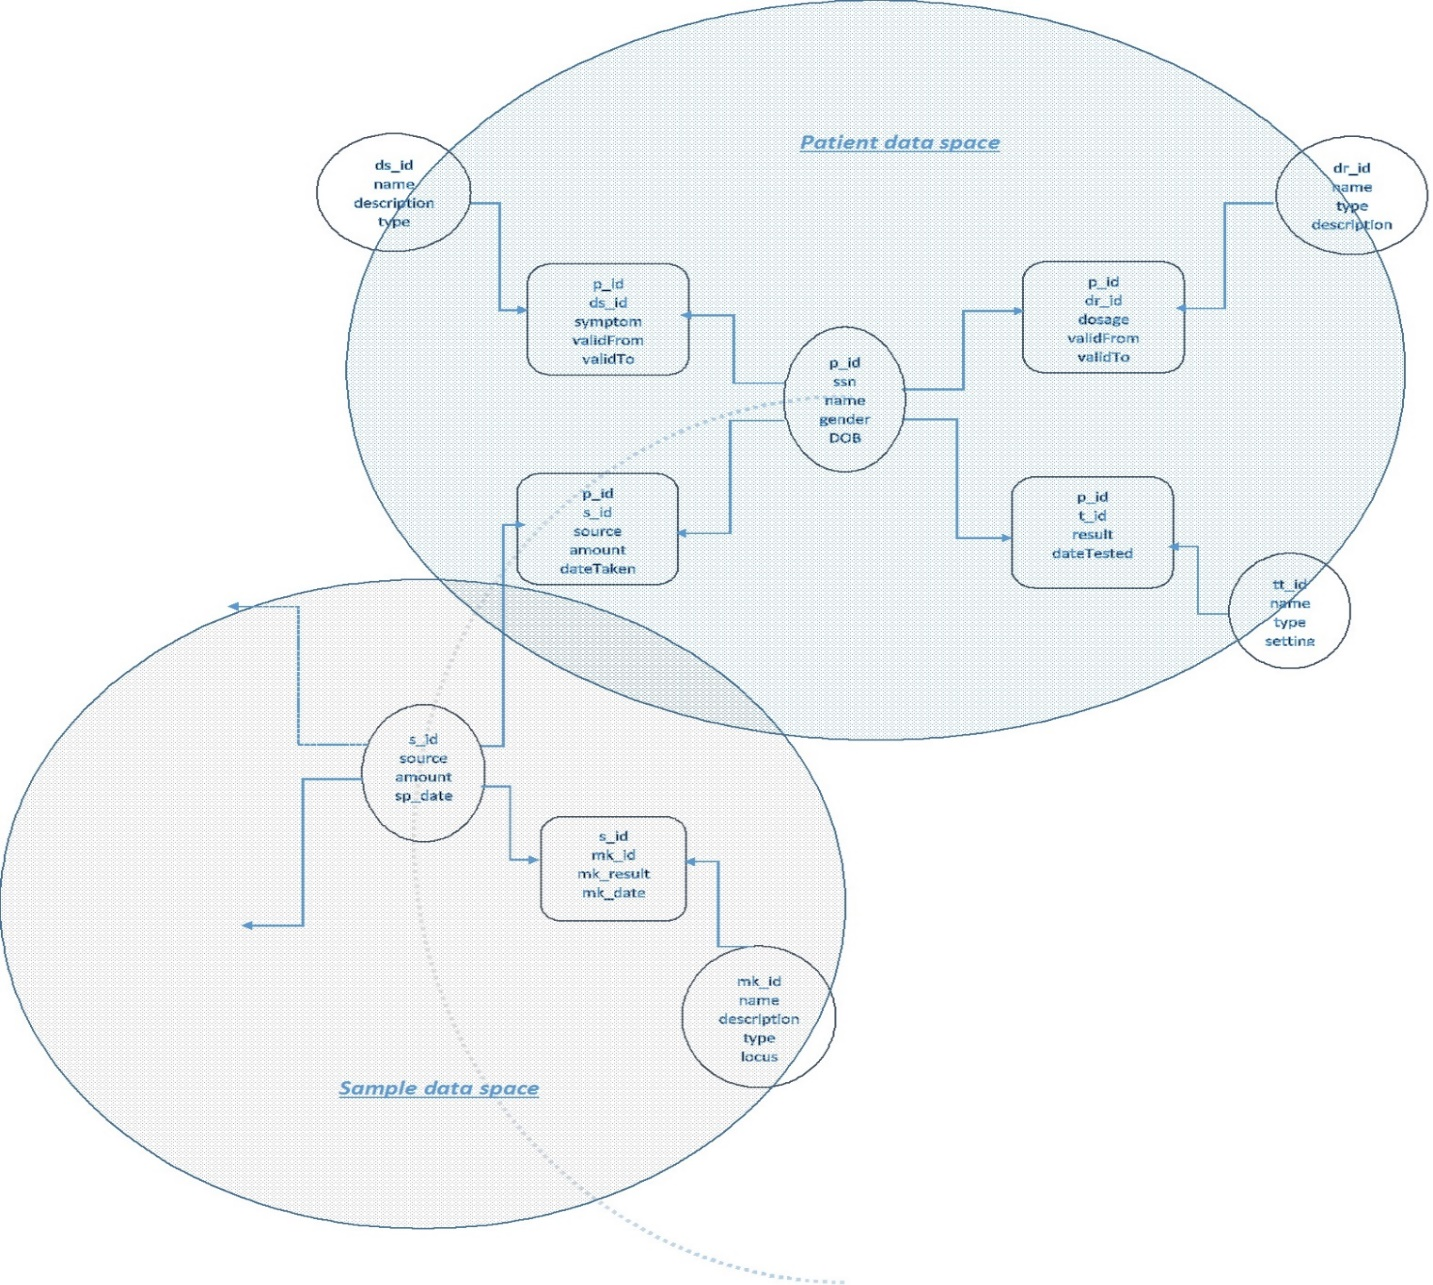 Patient data space
ds_id
name
description
type
dr_id
name
type
description
p_id
ds_id
symptom
validFrom
validTo
p_id
dr_id
dosage
validFrom
validTo
p_id
ssn
name
gender
DOB
p_id
s_id
source
amount
dateTaken
p_id
t_id
result
dateTested
tt_id
name
type
setting
s_id
source
amount
sp_date
s_id
mk_id
mk_result
mk_date
mk_id
name
description
type
locus
Sample data space